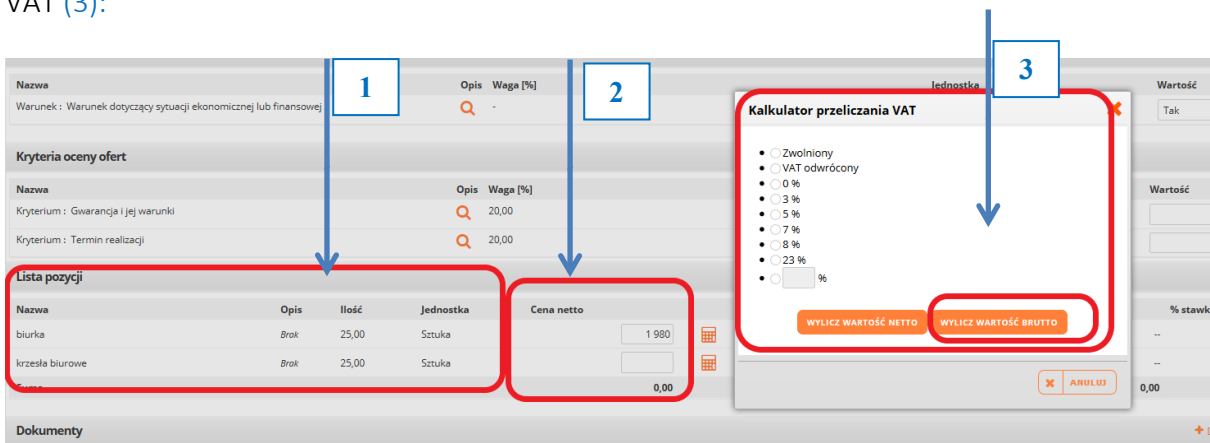 VAT (3):
1
2
3
Nazwa Opis Waga [%] Jednostka Wartość
Warunek : Warunek dotyczący sytuacji ekonomicznej lub finansowej - Tak
Kryteria oceny ofert
Nazwa Opis Waga [%] Wartość
Kryterium : Gwarancja i jej warunki 20,00
Kryterium : Termin realizacji 20,00
Lista pozycji
Nazwa Opis Ilość Jednostka Cena netto % stawk
biurka Brak 25,00 Sztuka 1 980 --
krzesła biurowe Brak 25,00 Sztuka --
Suma 0,00 0,00
Dokumenty
Kalkulator przeliczania VAT
Zwolniony
VAT odwrócony
0 %
3 %
5 %
7 %
8 %
23 %
%
WYLICZ WARTOŚĆ NETTO WYLICZ WARTOŚĆ BRUTTO
ANULUJ